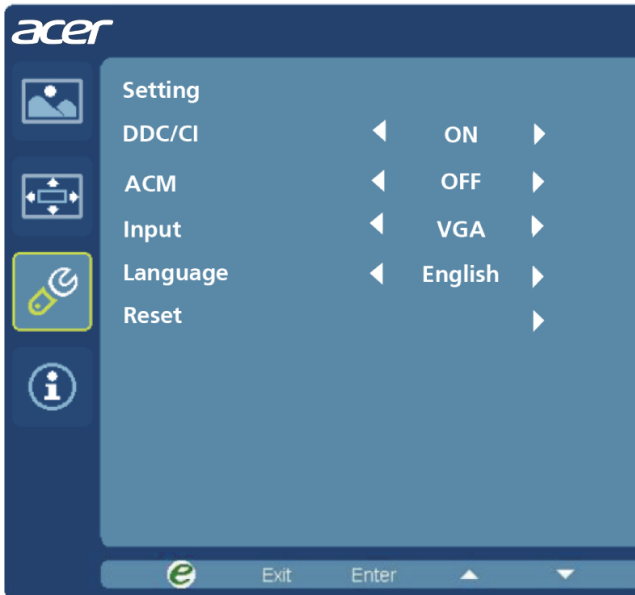 acer
Setting
DDC/CI ON
ACM OFF
Input VGA
Language English
Reset
e Exit Enter